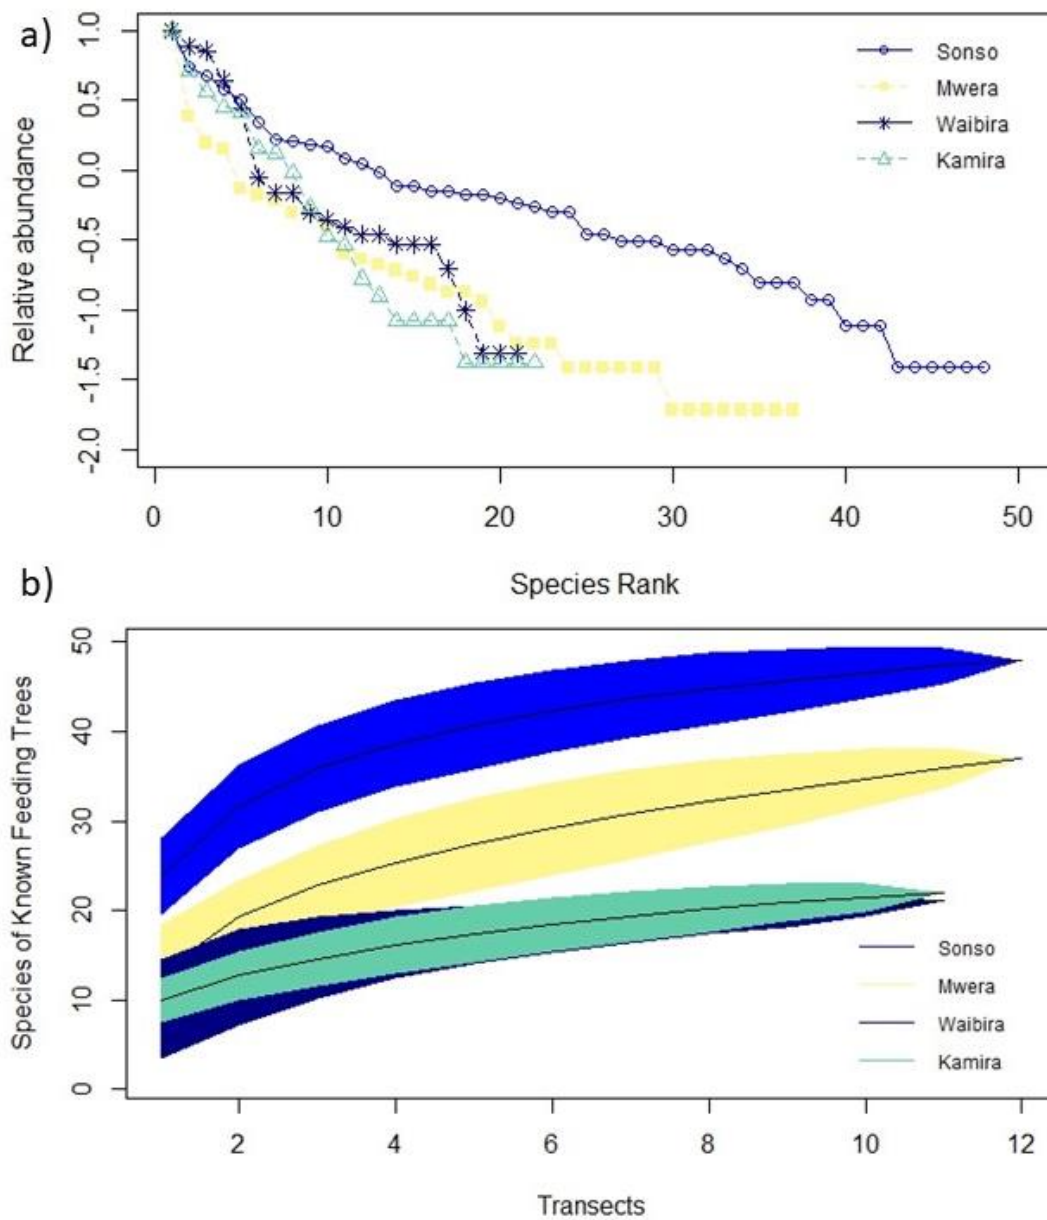 a)
Relative abundance
1.0
0.5
0.0
-0.5
-1.0
-1.5
-2.0
Sonso
Mwera
Waibira
Kamira
0 10 20 30 40 50
Species Rank
b)
Species of Known Feeding Trees
50
40
30
20
10
0
Sonso
Mwera
Waibira
Kamira
2 4 6 8 10 12
Transects